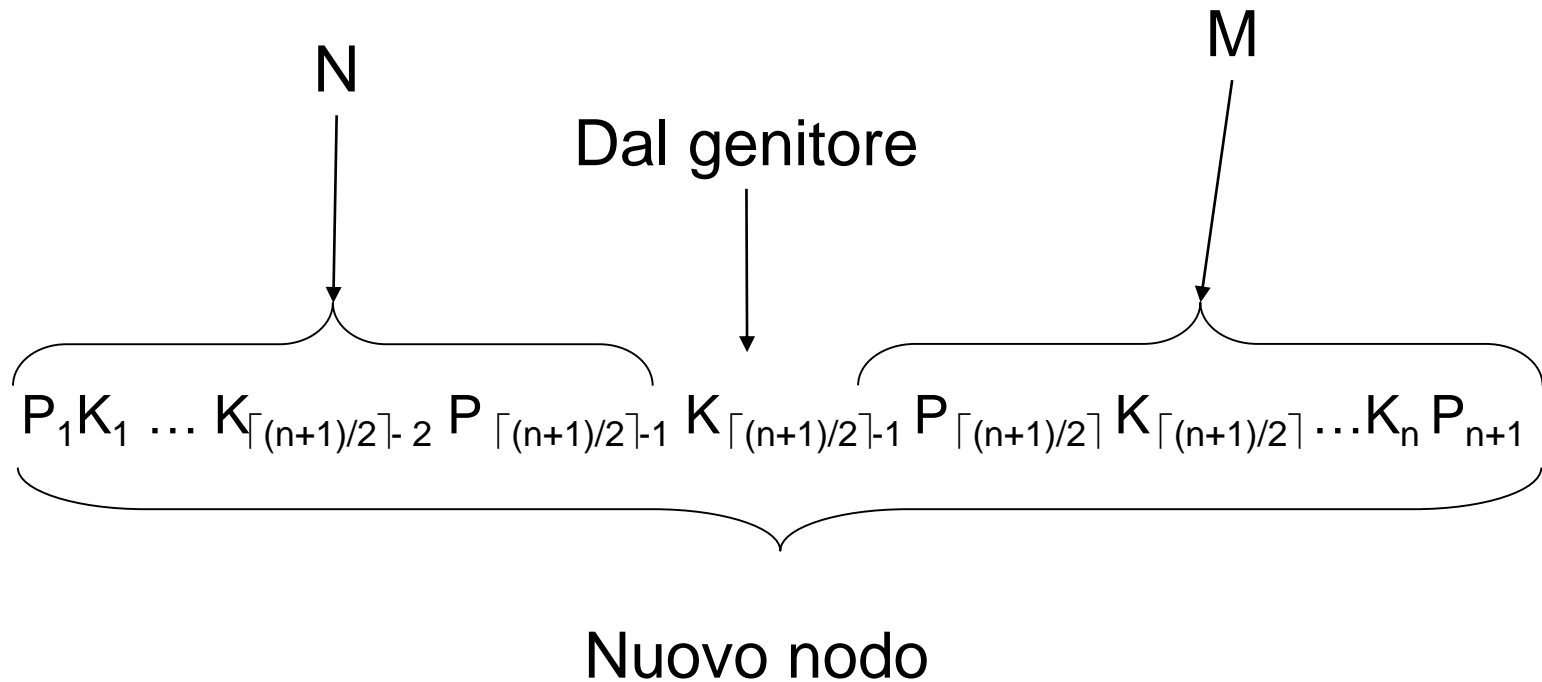 M
N
Dal genitore
P₁K₁ … K⌈(n+1)/2⌉- 2 P ⌈(n+1)/2⌉-1 K⌈(n+1)/2⌉-1 P⌈(n+1)/2⌉ K⌈(n+1)/2⌉ …Kₙ Pₙ₊₁
Nuovo nodo